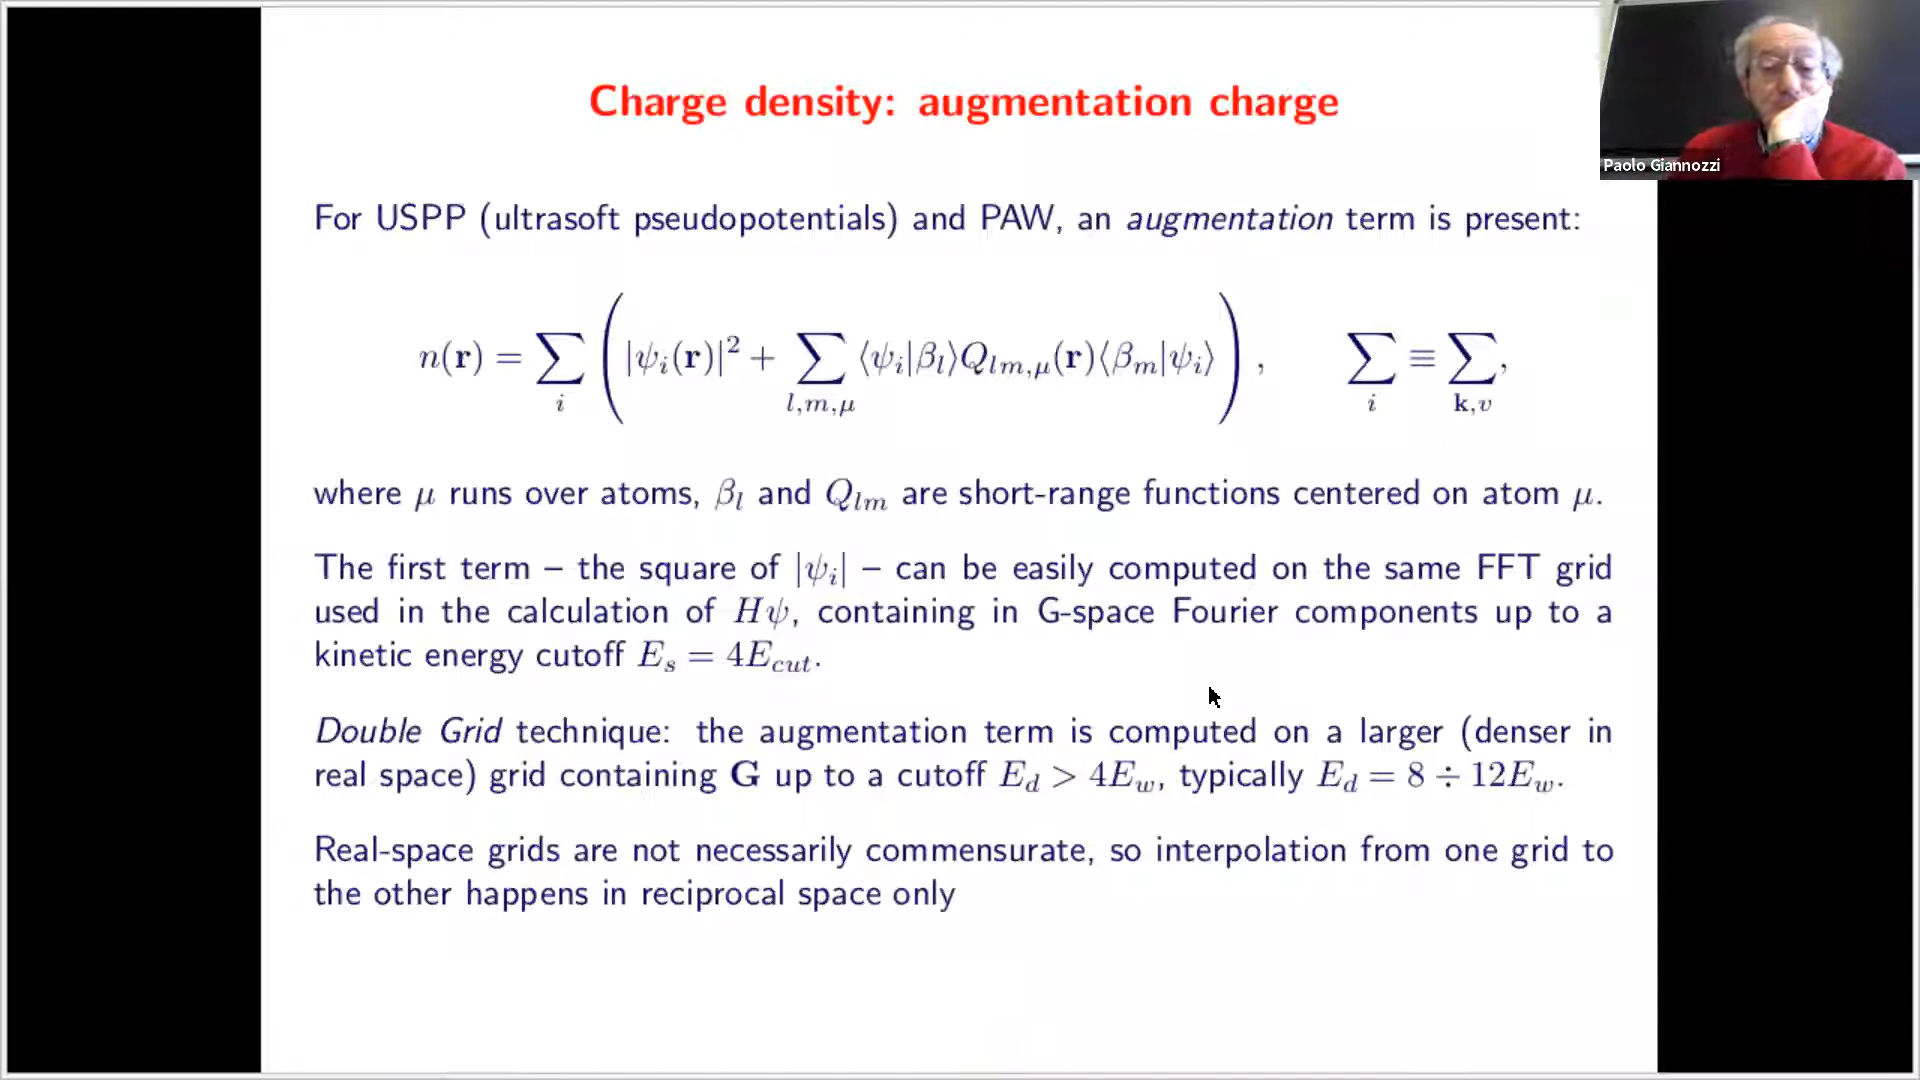 Charge density: augmentation charge
Paolo Giannozzi
For USPP (ultrasoft pseudopotentials) and PAW, an augmentation term is present:
n(r) = ∑_i ( |ψ_i(r)|² + ∑_{l,m,μ} ⟨ψ_i|β_l⟩Q_{lm,μ}(r)⟨β_m|ψ_i⟩ ) , ∑_i ≡ ∑_{k,v},
where μ runs over atoms, β_l and Q_{lm} are short-range functions centered on atom μ.
The first term – the square of |ψ_i| – can be easily computed on the same FFT grid
used in the calculation of Hψ, containing in G-space Fourier components up to a
kinetic energy cutoff E_s = 4E_{cut}.
Double Grid technique: the augmentation term is computed on a larger (denser in
real space) grid containing G up to a cutoff E_d > 4E_w, typically E_d = 8 ÷ 12E_w.
Real-space grids are not necessarily commensurate, so interpolation from one grid to
the other happens in reciprocal space only